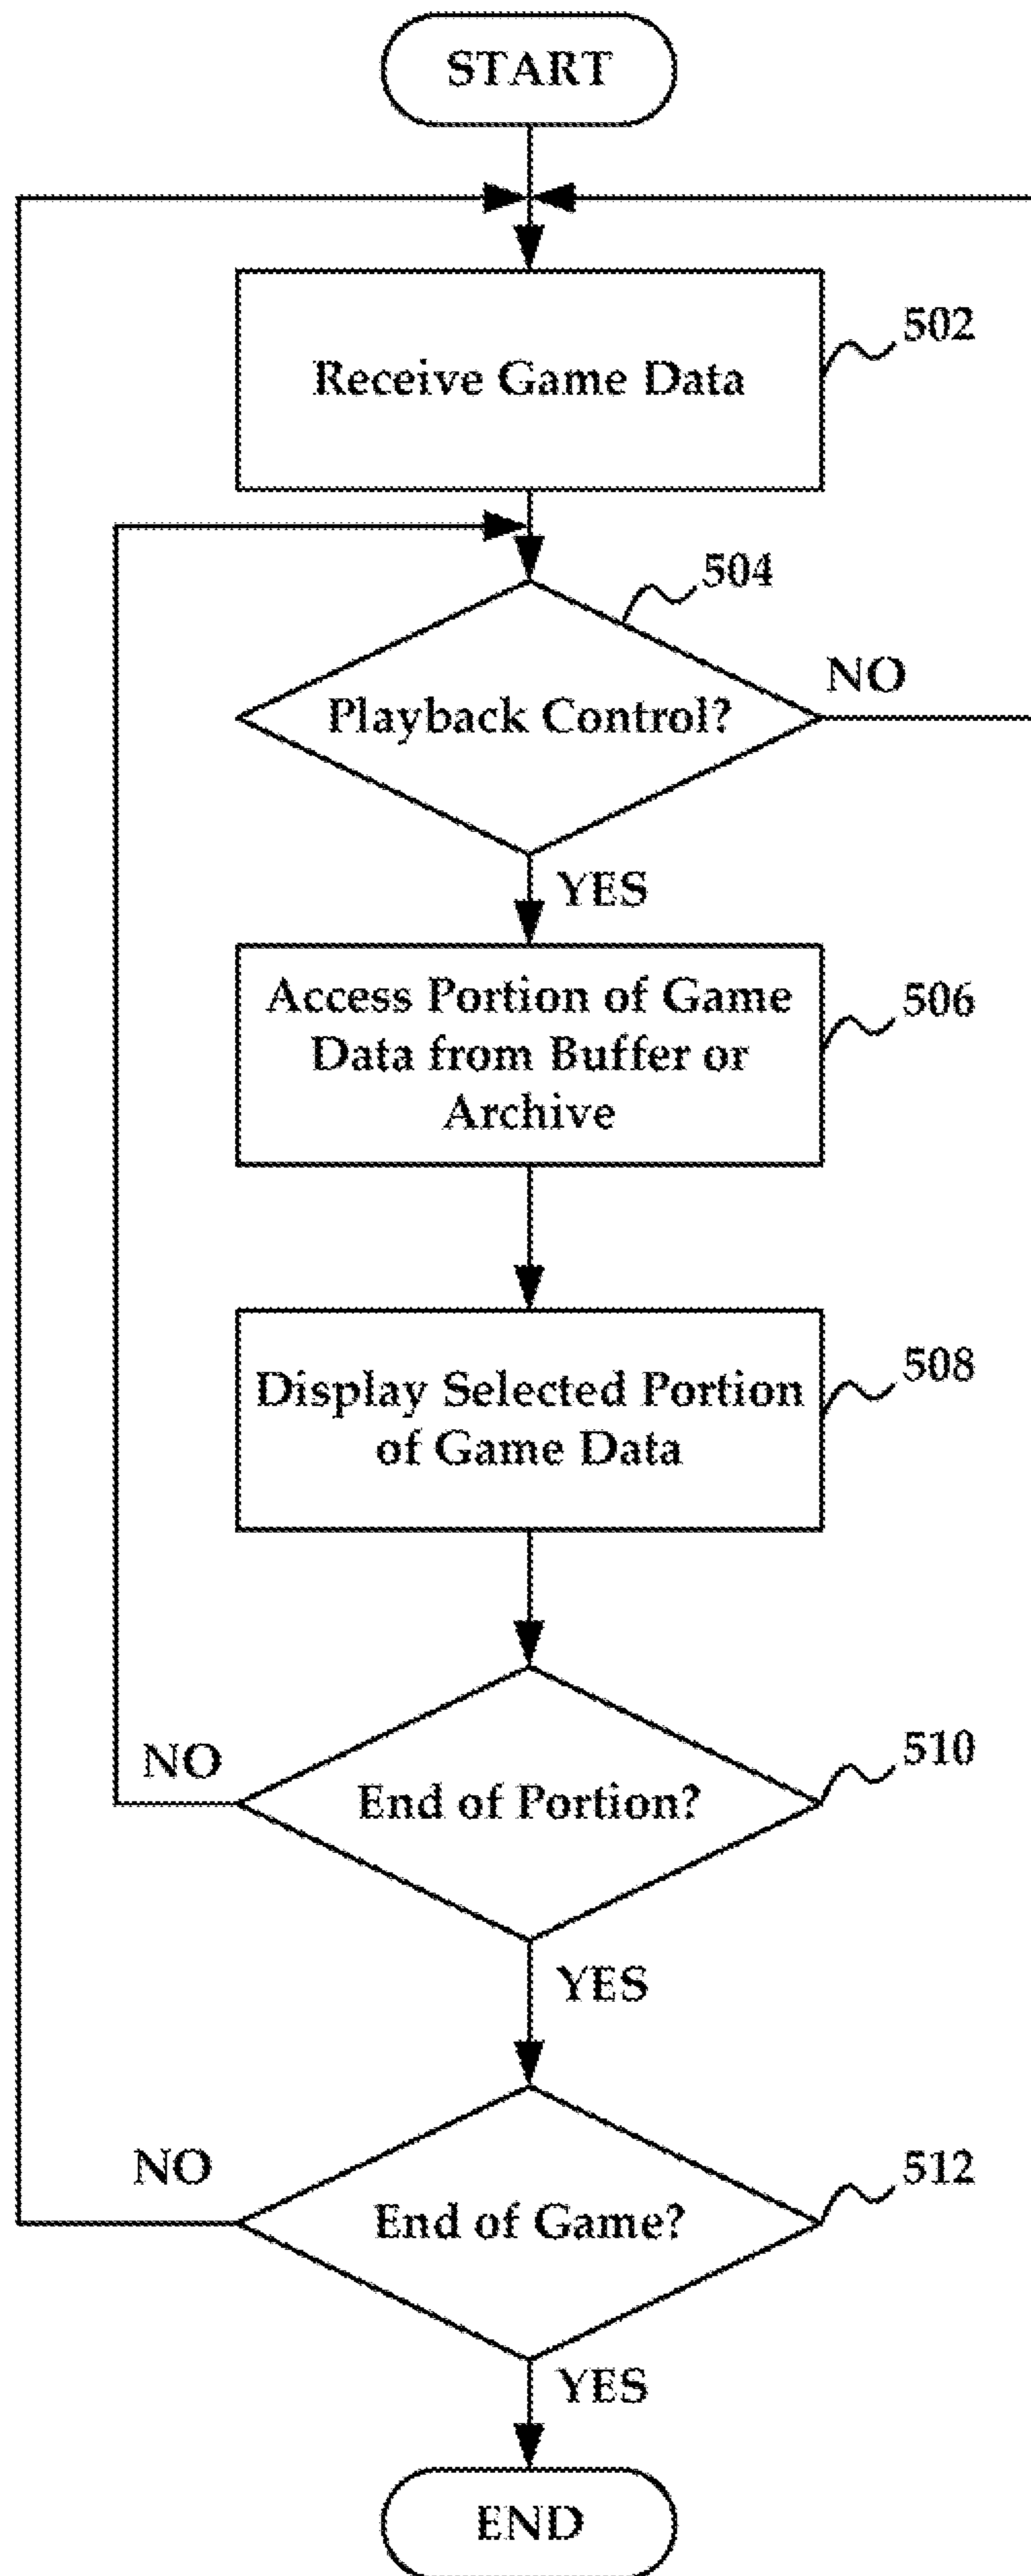 START
502
Receive Game Data
504
NO
Playback Control?
YES
Access Portion of Game
Data from Buffer or
Archive
506
Display Selected Portion
of Game Data
508
NO
End of Portion?
510
YES
NO
End of Game?
512
YES
END